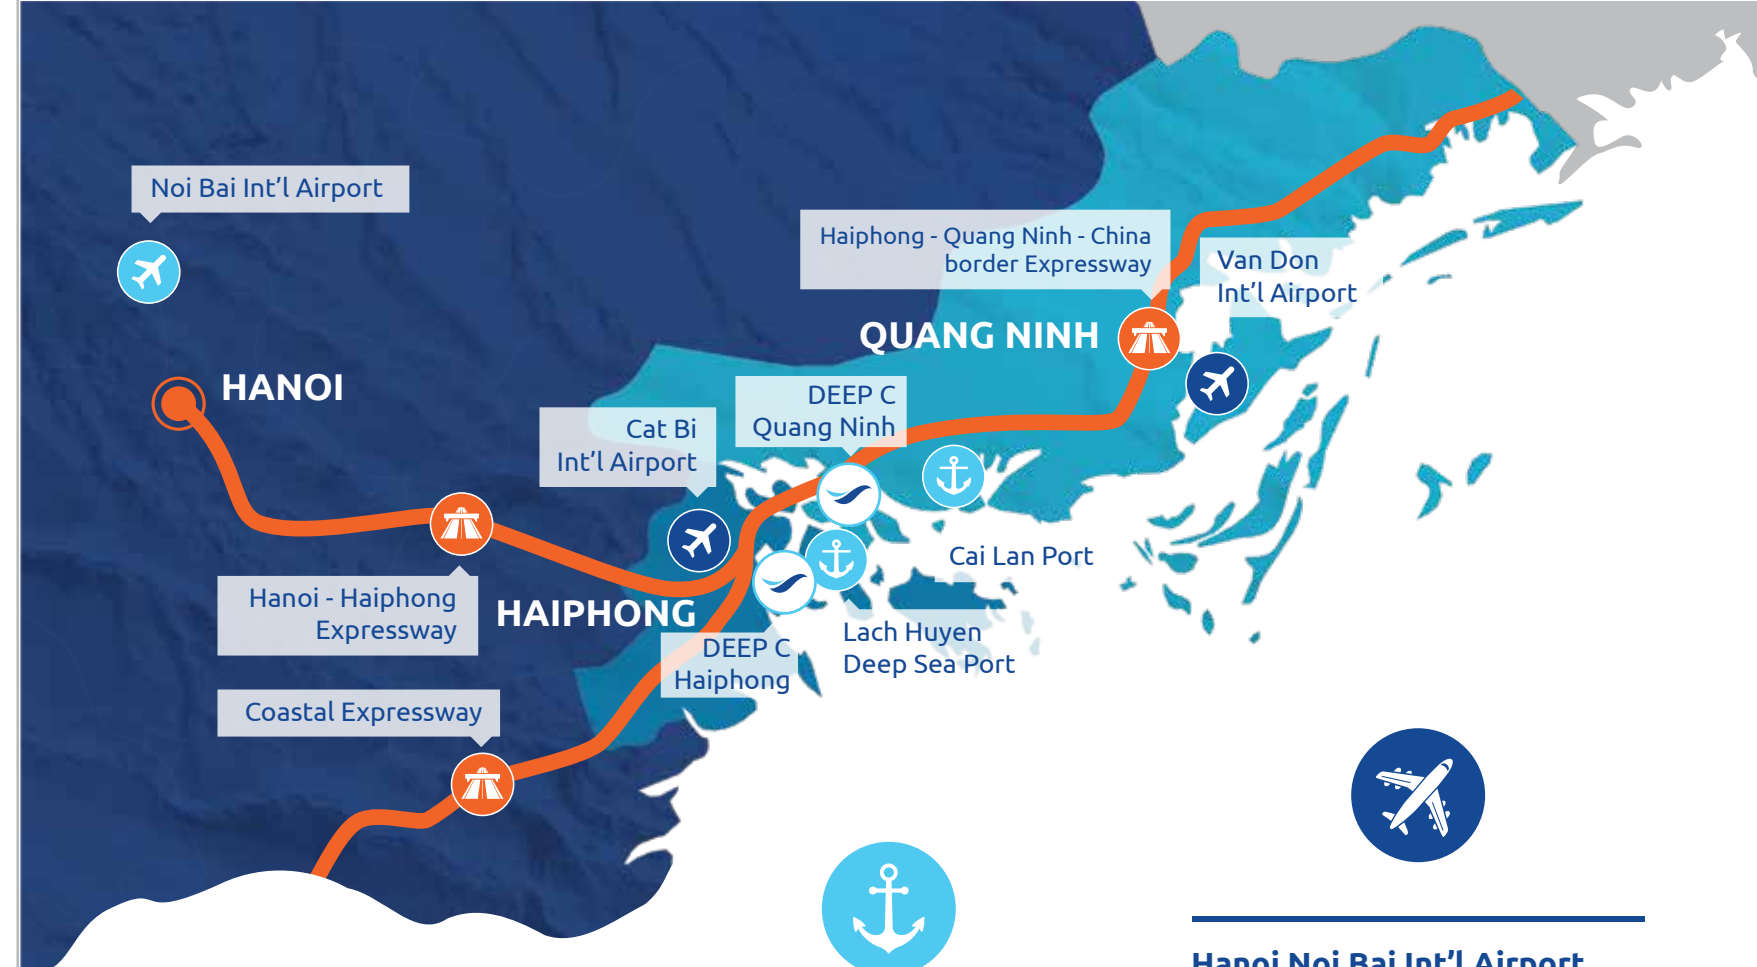 Noi Bai Int'l Airport
Haiphong - Quang Ninh - China
border Expressway
Van Don
Int'l Airport
QUANG NINH
HANOI
DEEP C
Quang Ninh
Cat Bi
Int'l Airport
Cai Lan Port
Hanoi - Haiphong
Expressway
HAIPHONG
Lach Huyen
Deep Sea Port
DEEP C
Haiphong
Coastal Expressway
Hanoi Noi Bai Int'l Airport